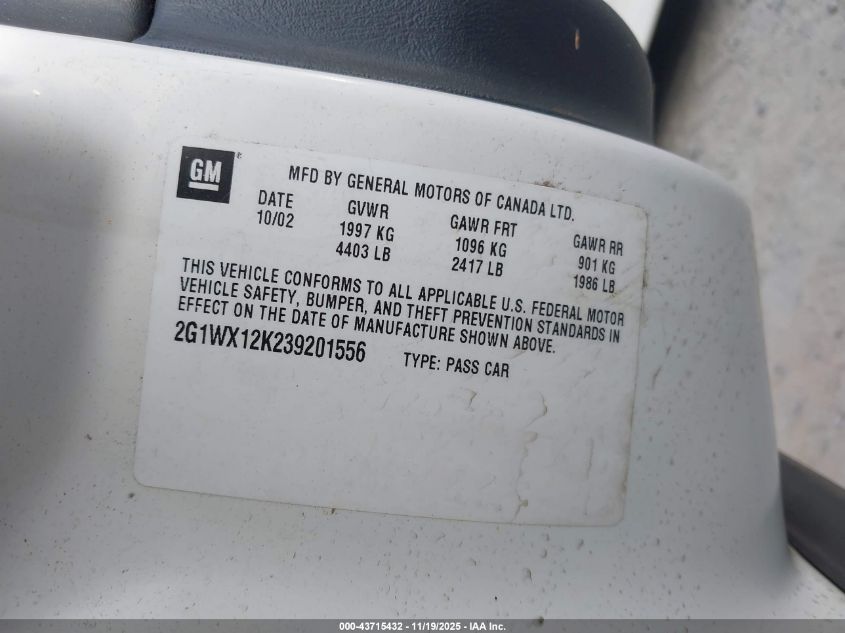 GM
MFD BY GENERAL MOTORS OF CANADA LTD.
DATE GVWR GAWR FRT GAWR RR
10/02 1997 KG 1096 KG 901 KG
4403 LB 2417 LB 1986 LB
THIS VEHICLE CONFORMS TO ALL APPLICABLE U.S. FEDERAL MOTOR
VEHICLE SAFETY, BUMPER, AND THEFT PREVENTION STANDARDS IN
EFFECT ON THE DATE OF MANUFACTURE SHOWN ABOVE.
2G1WX12K239201556 TYPE: PASS CAR
000-43715432 - 11/19/2025 - IAA Inc.